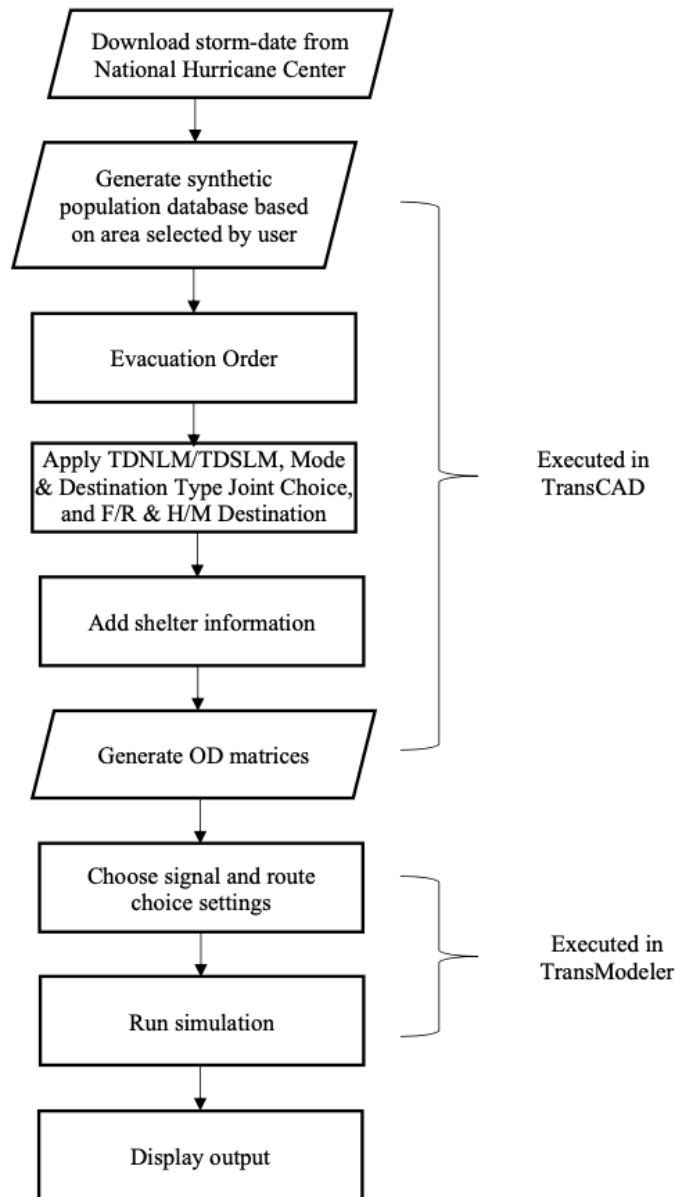 Download storm-date from
National Hurricane Center
Generate synthetic
population database based
on area selected by user
Evacuation Order
Apply TDNLM/TDSLM, Mode
& Destination Type Joint Choice,
and F/R & H/M Destination
Executed in
TransCAD
Add shelter information
Generate OD matrices
Choose signal and route
choice settings
Executed in
TransModeler
Run simulation
Display output